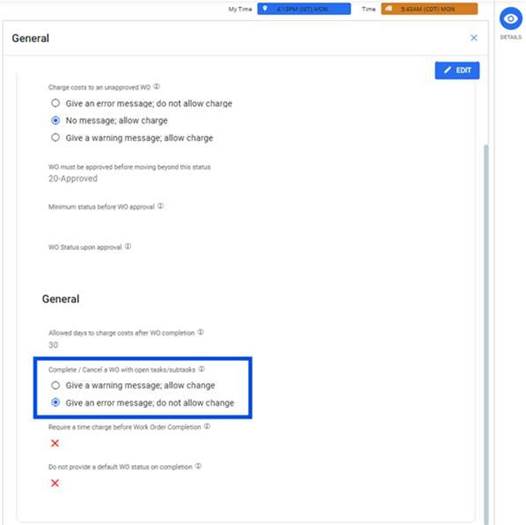 My Time 4:13PM (IST) MON Time 5:43AM (CDT) MON
DETAILS
General
EDIT
Charge costs to an unapproved WO
Give an error message; do not allow charge
No message; allow charge
Give a warning message; allow charge
WO must be approved before moving beyond this status
20-Approved
Minimum status before WO approval
WO Status upon approval
General
Allowed days to charge costs after WO completion
30
Complete / Cancel a WO with open tasks/subtasks
Give a warning message; allow change
Give an error message; do not allow change
Require a time charge before Work Order Completion
Do not provide a default WO status on completion